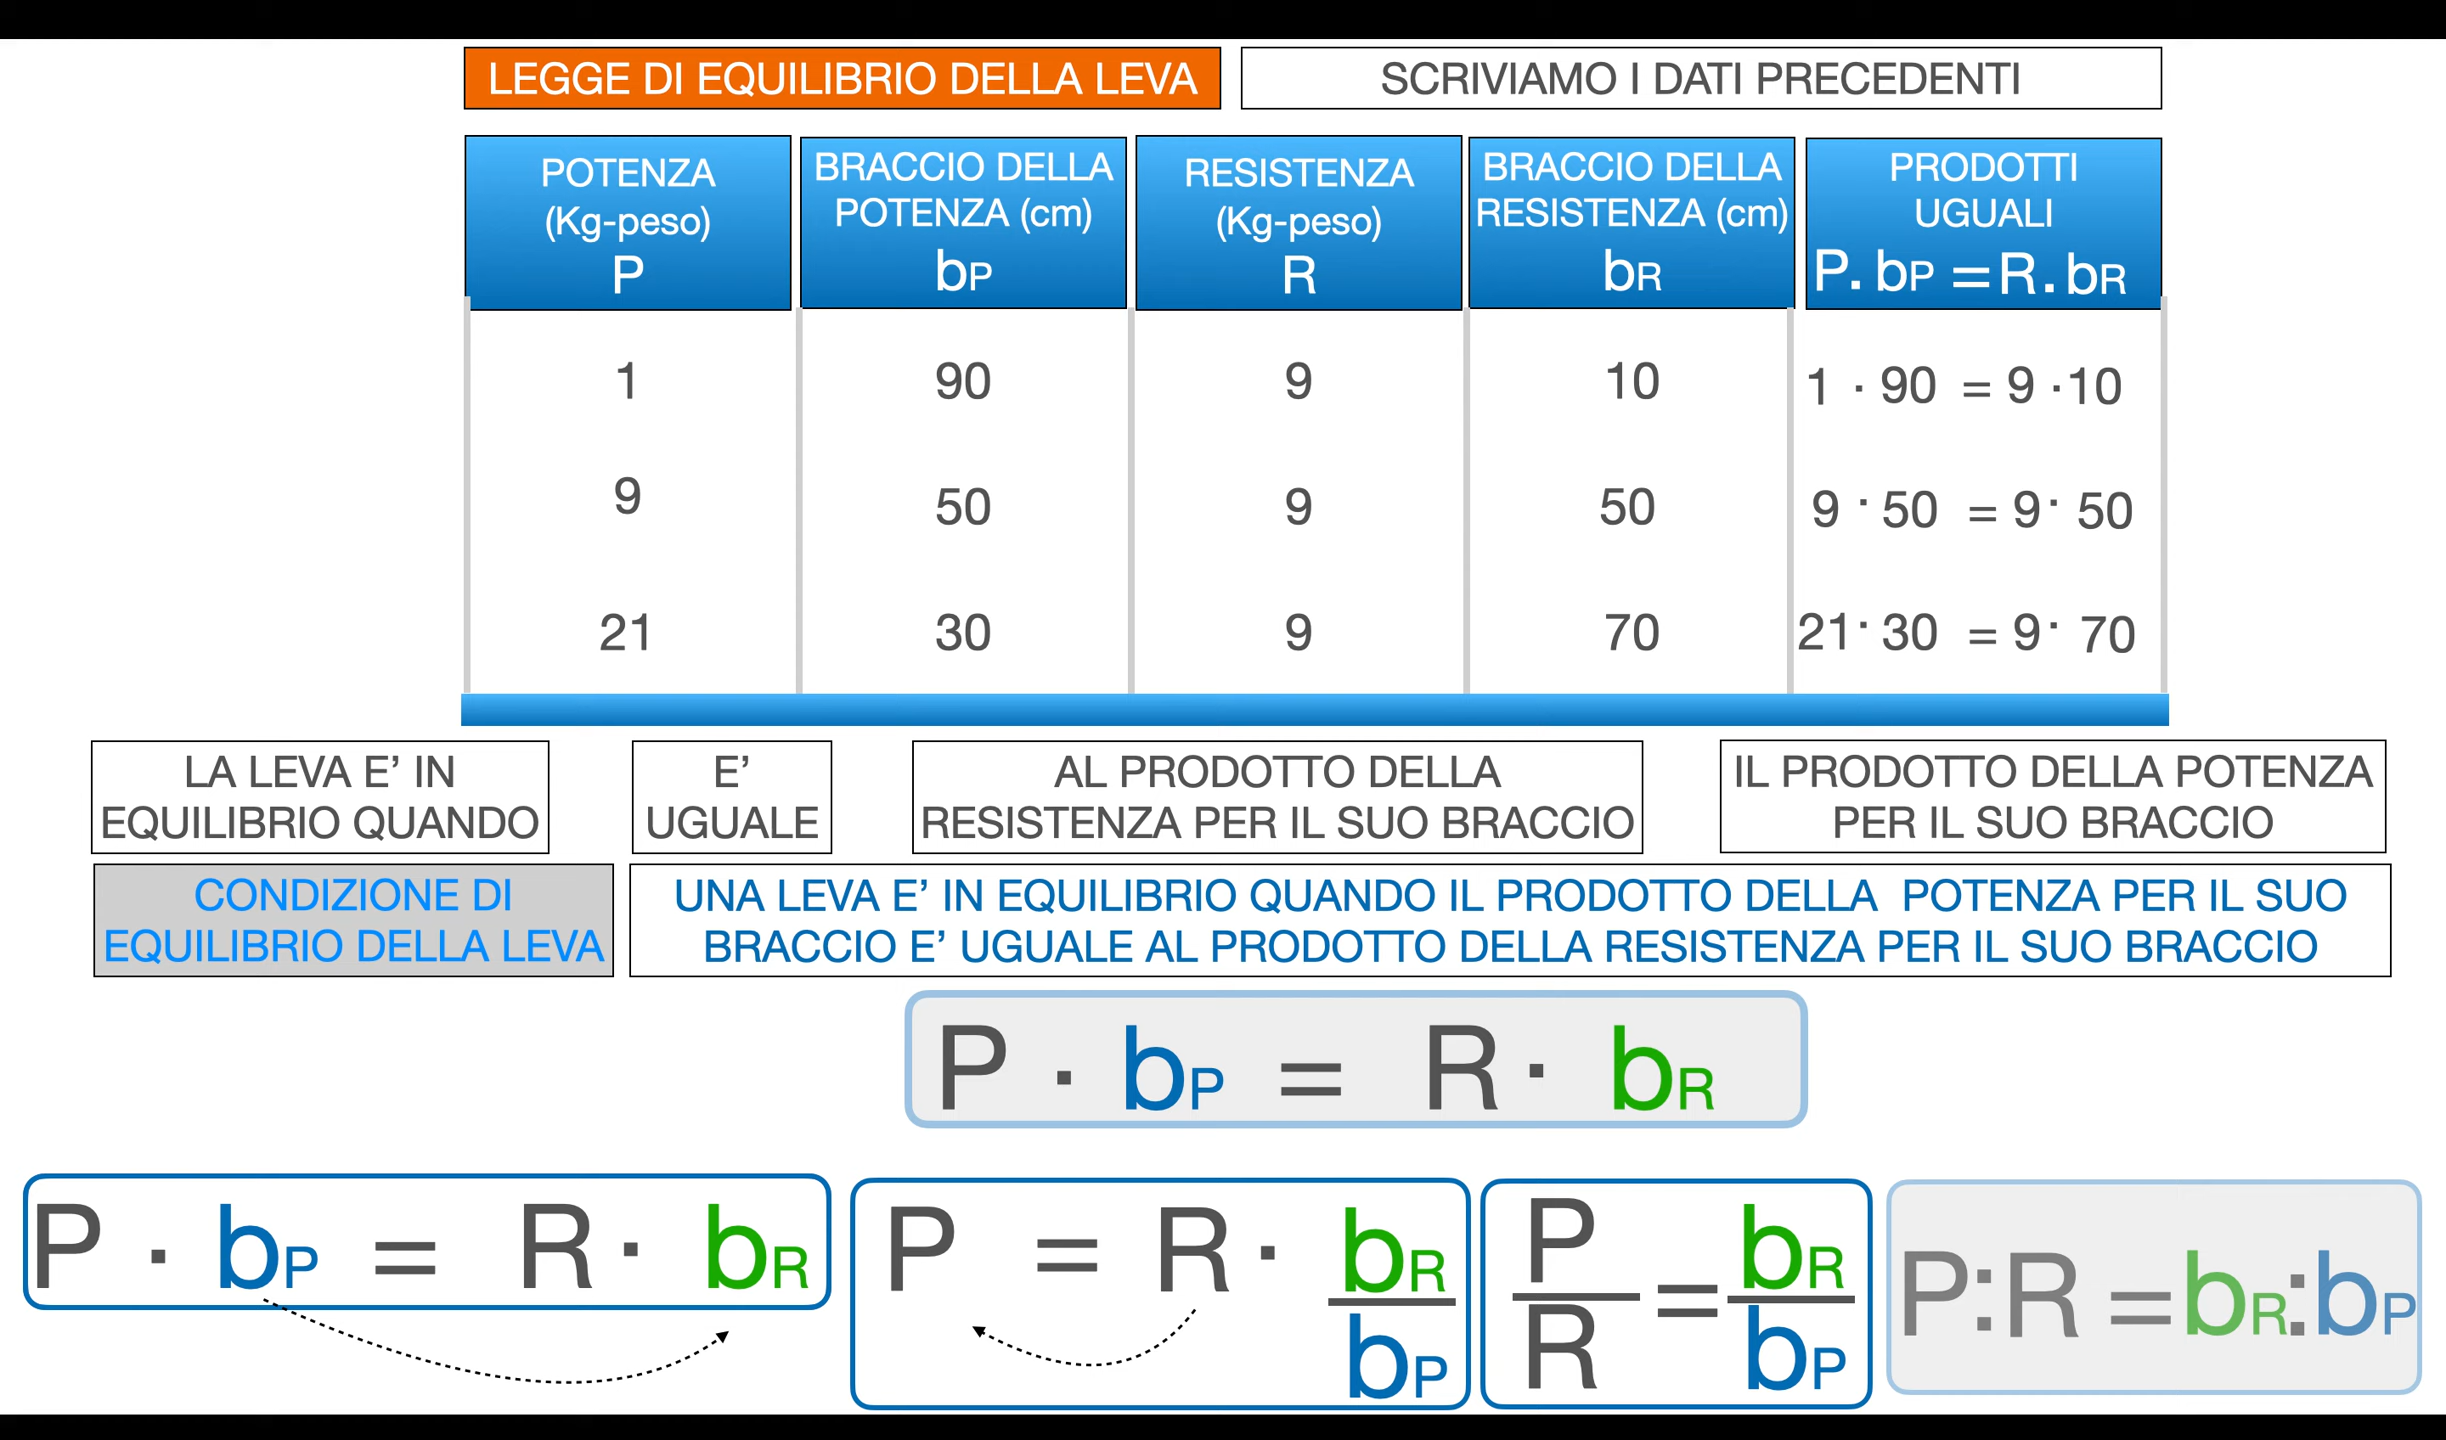 LEGGE DI EQUILIBRIO DELLA LEVA
SCRIVIAMO I DATI PRECEDENTI
POTENZA
(Kg-peso)
P
BRACCIO DELLA
POTENZA (cm)
bP
RESISTENZA
(Kg-peso)
R
BRACCIO DELLA
RESISTENZA (cm)
bR
PRODOTTI
UGUALI
P. bP = R. bR
1 90 9 10 1 · 90 = 9 · 10
9 50 9 50 9 · 50 = 9 · 50
21 30 9 70 21 · 30 = 9 · 70
LA LEVA E’ IN
EQUILIBRIO QUANDO
E’
UGUALE
AL PRODOTTO DELLA
RESISTENZA PER IL SUO BRACCIO
IL PRODOTTO DELLA POTENZA
PER IL SUO BRACCIO
CONDIZIONE DI
EQUILIBRIO DELLA LEVA
UNA LEVA E’ IN EQUILIBRIO QUANDO IL PRODOTTO DELLA POTENZA PER IL SUO
BRACCIO E’ UGUALE AL PRODOTTO DELLA RESISTENZA PER IL SUO BRACCIO
P · bP = R · bR
P · bP = R · bR
P = R · bR
bP
P
R
=
bR
bP
P:R = bR:bP